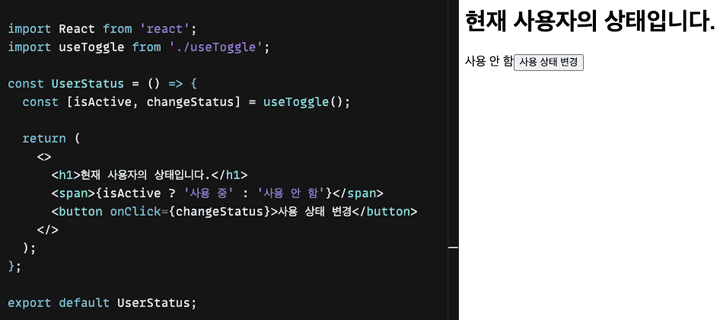 import React from 'react';
import useToggle from './useToggle';
const UserStatus = () => {
const [isActive, changeStatus] = useToggle();
return (
<>
<h1>현재 사용자의 상태입니다.</h1>
<span>{isActive ? '사용 중' : '사용 안 함'}</span>
<button onClick={changeStatus}>사용 상태 변경</button>
</>
);
};
export default UserStatus;
현재 사용자의 상태입니다.
사용 안 함 사용 상태 변경